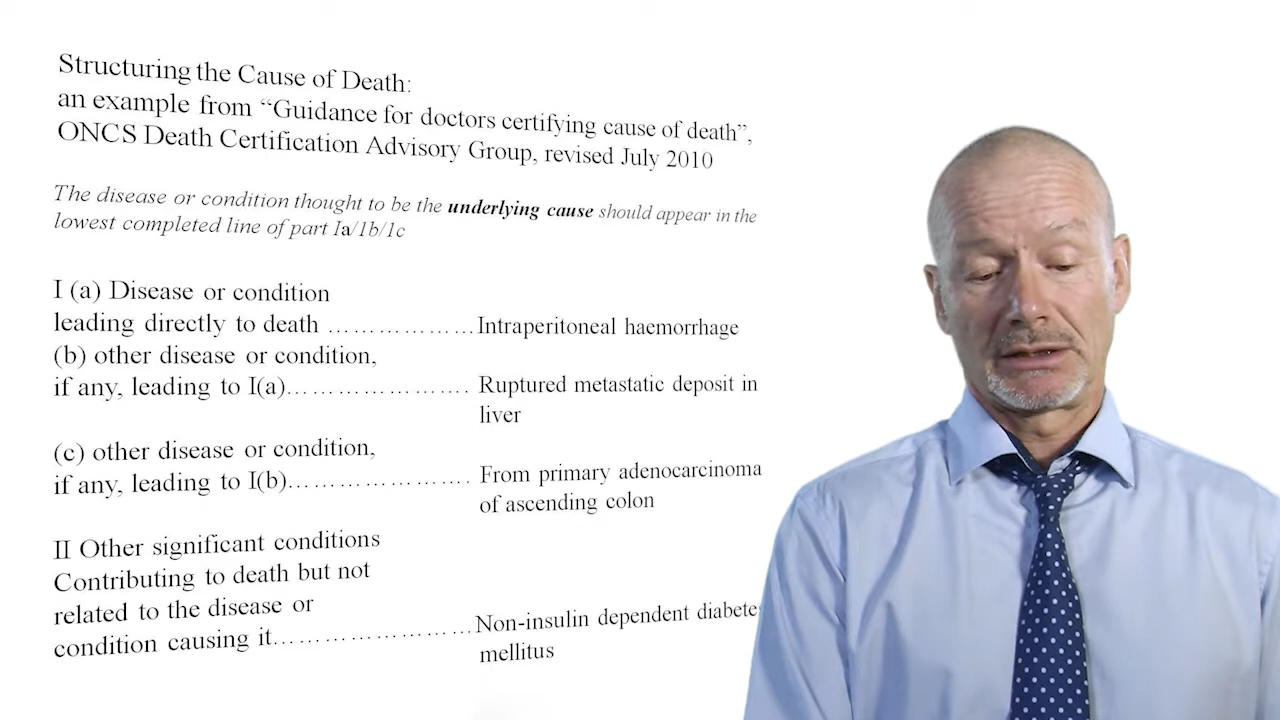 Structuring the Cause of Death:
an example from “Guidance for doctors certifying cause of death”,
ONCS Death Certification Advisory Group, revised July 2010
The disease or condition thought to be the underlying cause should appear in the
lowest completed line of part Ia/1b/1c
I (a) Disease or condition
leading directly to death ………………Intraperitoneal haemorrhage
(b) other disease or condition,
if any, leading to I(a)…………………. Ruptured metastatic deposit in
liver
(c) other disease or condition,
if any, leading to I(b)…………………. From primary adenocarcinoma
of ascending colon
II Other significant conditions
Contributing to death but not
related to the disease or
condition causing it……………………Non-insulin dependent diabete
mellitus